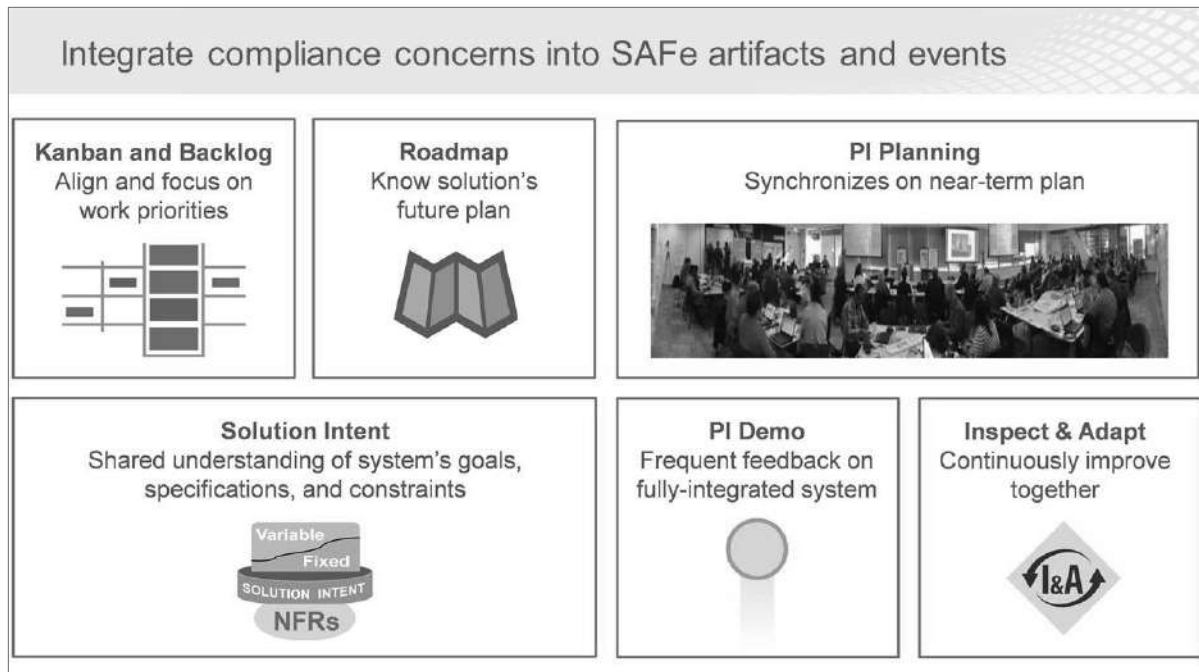 Integrate compliance concerns into SAFe artifacts and events
Kanban and Backlog
Align and focus on
work priorities
Roadmap
Know solution's
future plan
PI Planning
Synchronizes on near-term plan
Solution Intent
Shared understanding of system's goals,
specifications, and constraints
Variable
Fixed
SOLUTION INTENT
NFRs
PI Demo
Frequent feedback on
fully-integrated system
Inspect & Adapt
Continuously improve
together
I&A